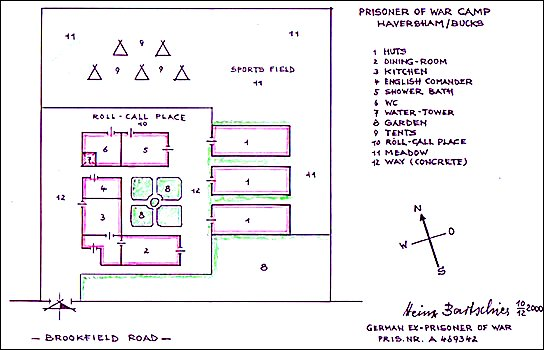 PRISONER OF WAR CAMP
HAVERSHAM/BUCKS
1 HUTS
2 DINING-ROOM
3 KITCHEN
4 ENGLISH COMANDER
5 SHOWER BATH
6 WC
7 WATER-TOWER
8 GARDEN
9 TENTS
10 ROLL-CALL PLACE
11 MEADOW
12 WAY (CONCRETE)
11
9
11
9 9
SPORTS FIELD
11
ROLL-CALL PLACE
10
6
5
7
1
4
8
12
12
1
11
3
8
1
2
8
N
W O
S
Heinz Bartschies 10/12 2000
GERMAN EX-PRISONER OF WAR
PRIS. NR. A 469342
- BROOKFIELD ROAD -